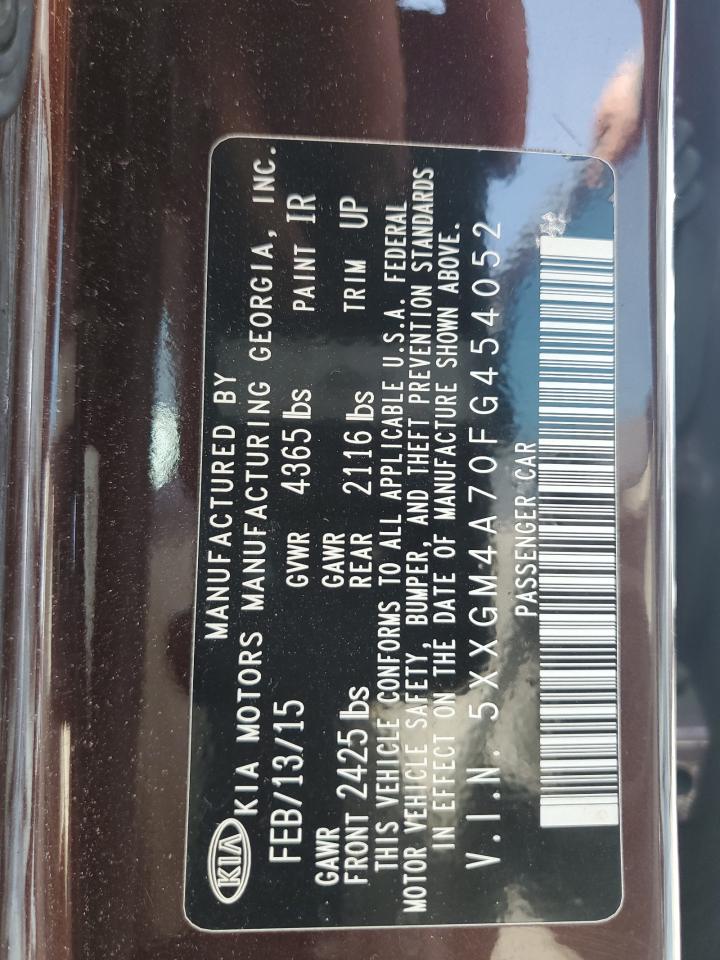 KIA
MANUFACTURED BY
KIA MOTORS MANUFACTURING GEORGIA, INC.
FEB/13/15 GVWR 4365 lbs PAINT IR
GAWR FRONT 2425 lbs GAWR REAR 2116 lbs TRIM UP
THIS VEHICLE CONFORMS TO ALL APPLICABLE U.S.A. FEDERAL
MOTOR VEHICLE SAFETY, BUMPER, AND THEFT PREVENTION STANDARDS
IN EFFECT ON THE DATE OF MANUFACTURE SHOWN ABOVE.
V.I.N. 5XXGM4A70FG454052
PASSENGER CAR